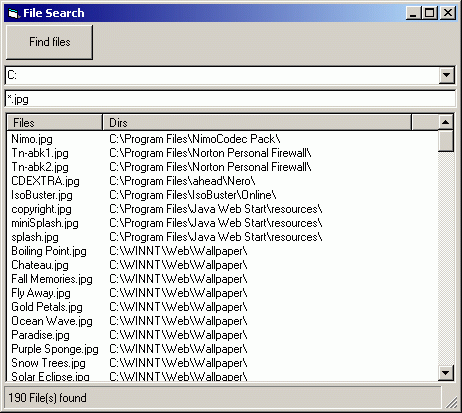 File Search
Find files
C:
*.jpg
Files Dirs
Nimo.jpg C:\Program Files\NimoCodec Pack\
Tn-abk1.jpg C:\Program Files\Norton Personal Firewall\
Tn-abk2.jpg C:\Program Files\Norton Personal Firewall\
CDEXTRA.jpg C:\Program Files\ahead\Nero\
IsoBuster.jpg C:\Program Files\IsoBuster\Online\
copyright.jpg C:\Program Files\Java Web Start\resources\
miniSplash.jpg C:\Program Files\Java Web Start\resources\
splash.jpg C:\Program Files\Java Web Start\resources\
Boiling Point.jpg C:\WINNT\Web\Wallpaper\
Chateau.jpg C:\WINNT\Web\Wallpaper\
Fall Memories.jpg C:\WINNT\Web\Wallpaper\
Fly Away.jpg C:\WINNT\Web\Wallpaper\
Gold Petals.jpg C:\WINNT\Web\Wallpaper\
Ocean Wave.jpg C:\WINNT\Web\Wallpaper\
Paradise.jpg C:\WINNT\Web\Wallpaper\
Purple Sponge.jpg C:\WINNT\Web\Wallpaper\
Snow Trees.jpg C:\WINNT\Web\Wallpaper\
Solar Eclipse.jpg C:\WINNT\Web\Wallpaper\
190 File(s) found